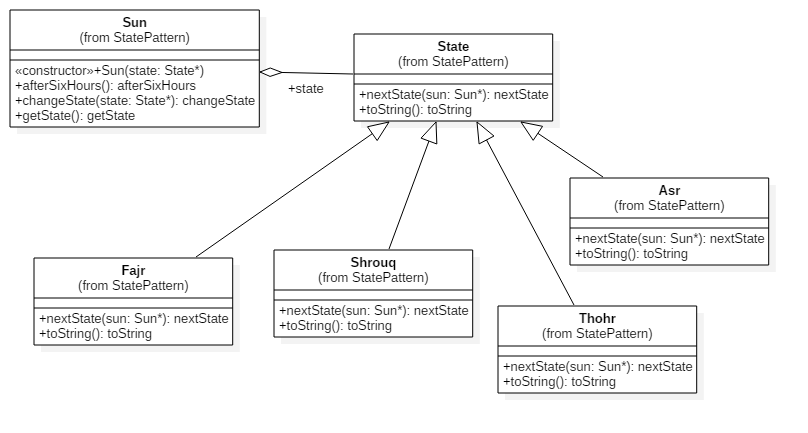 Sun
(from StatePattern)
«constructor»+Sun(state: State*)
+afterSixHours(): afterSixHours
+changeState(state: State*): changeState
+getState(): getState
+state
State
(from StatePattern)
+nextState(sun: Sun*): nextState
+toString(): toString
Asr
(from StatePattern)
+nextState(sun: Sun*): nextState
+toString(): toString
Fajr
(from StatePattern)
+nextState(sun: Sun*): nextState
+toString(): toString
Shrouq
(from StatePattern)
+nextState(sun: Sun*): nextState
+toString(): toString
Thohr
(from StatePattern)
+nextState(sun: Sun*): nextState
+toString(): toString